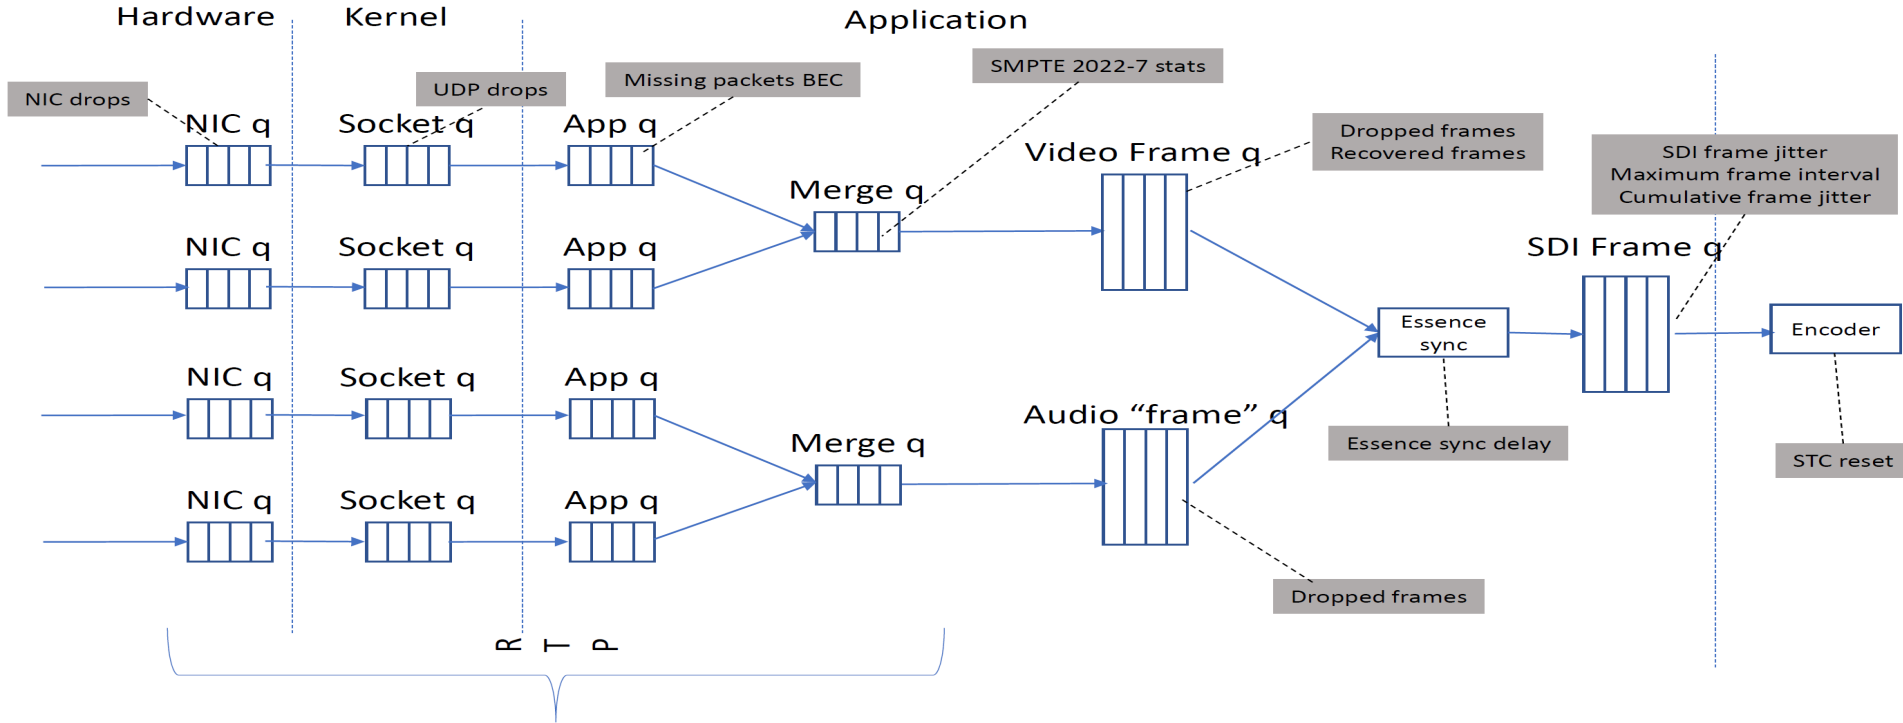 Hardware
Kernel
Application
NIC drops
UDP drops
Missing packets BEC
SMPTE 2022-7 stats
Dropped frames
Recovered frames
SDI frame jitter
Maximum frame interval
Cumulative frame jitter
NIC q
Socket q
App q
Merge q
Video Frame q
NIC q
Socket q
App q
SDI Frame q
Essence
sync
Encoder
NIC q
Socket q
App q
Merge q
Audio “frame” q
Essence sync delay
STC reset
NIC q
Socket q
App q
Dropped frames
R T P